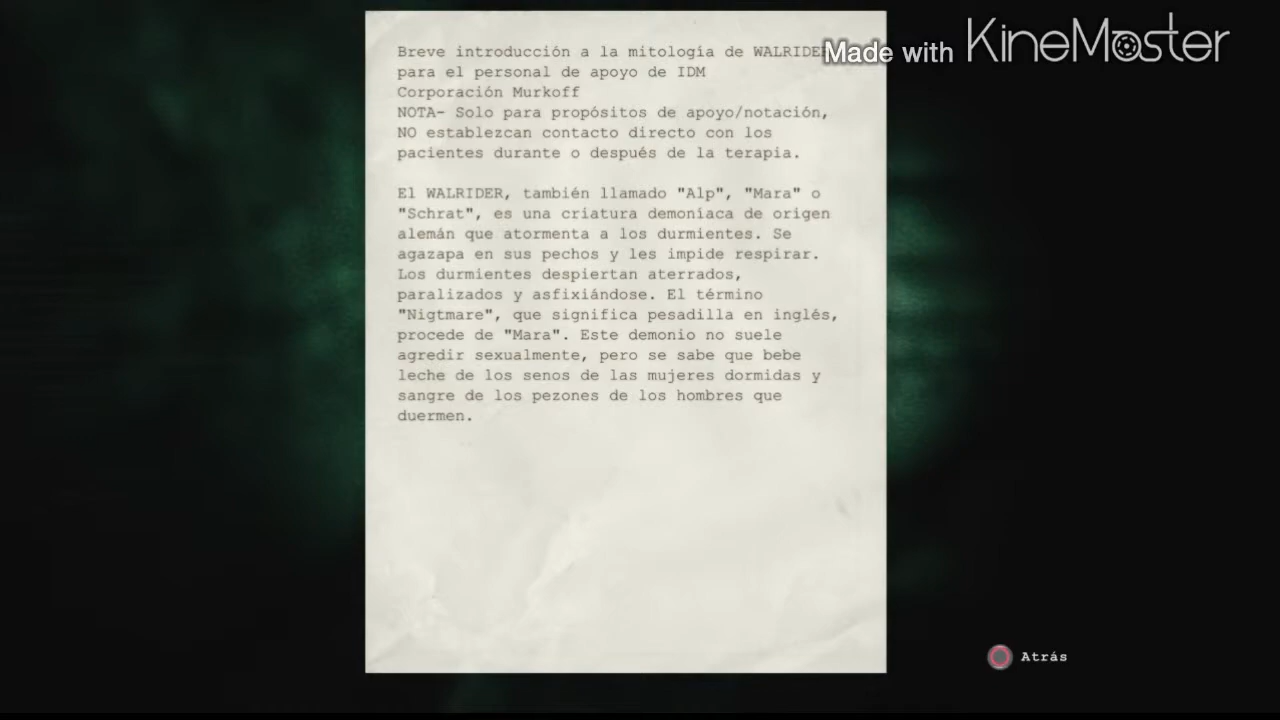 Breve introducción a la mitología de WALRIDER
para el personal de apoyo de IDM
Corporación Murkoff
NOTA- Solo para propósitos de apoyo/notación,
NO establezcan contacto directo con los
pacientes durante o después de la terapia.
El WALRIDER, también llamado "Alp", "Mara" o
"Schrat", es una criatura demoníaca de origen
alemán que atormenta a los durmientes. Se
agazapa en sus pechos y les impide respirar.
Los durmientes despiertan aterrados,
paralizados y asfixiándose. El término
"Nigtmare", que significa pesadilla en inglés,
procede de "Mara". Este demonio no suele
agredir sexualmente, pero se sabe que bebe
leche de los senos de las mujeres dormidas y
sangre de los pezones de los hombres que
duermen.
Made with KineMaster
Atrás